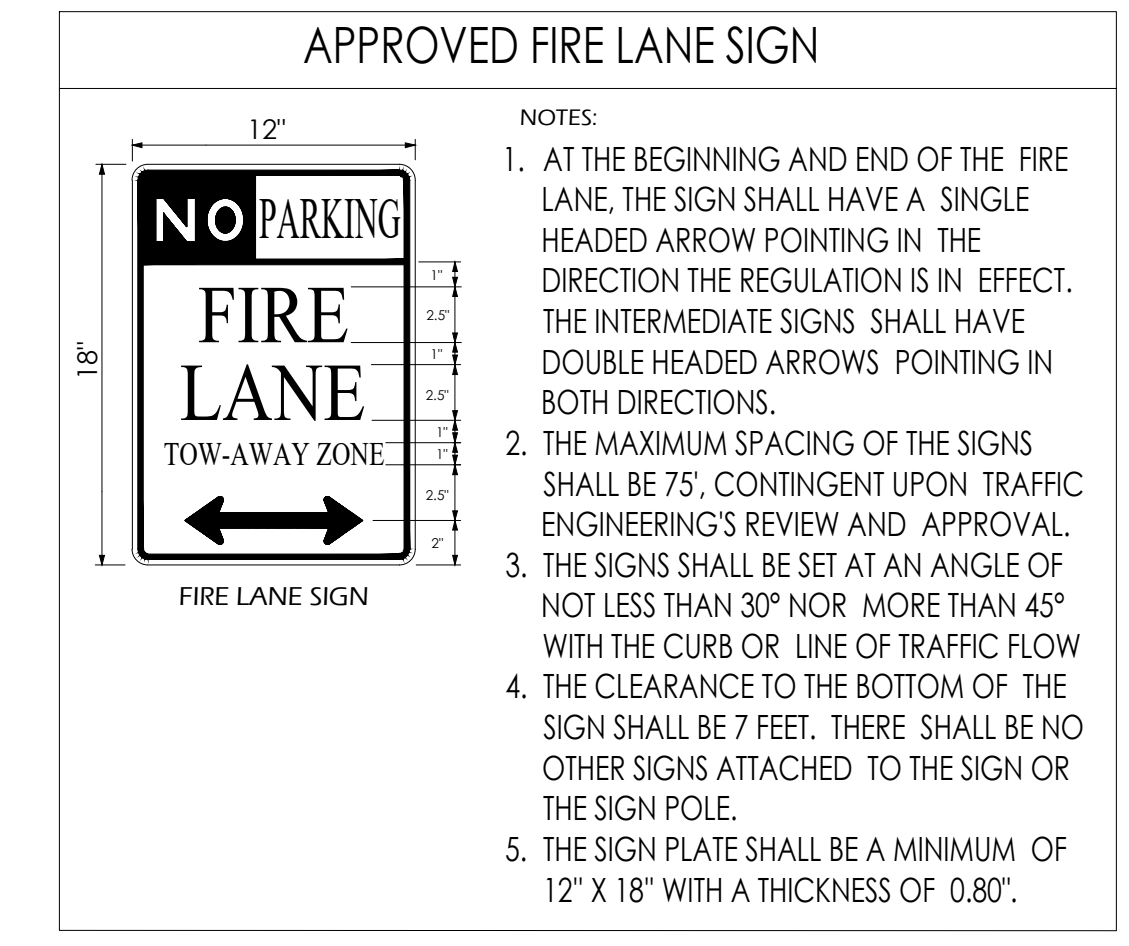 APPROVED FIRE LANE SIGN
12"
18"
NO PARKING
FIRE
LANE
TOW-AWAY ZONE
1"
2.5"
1"
2.5"
1"
1"
2.5"
2"
FIRE LANE SIGN
NOTES:
1. AT THE BEGINNING AND END OF THE FIRE
LANE, THE SIGN SHALL HAVE A SINGLE
HEADED ARROW POINTING IN THE
DIRECTION THE REGULATION IS IN EFFECT.
THE INTERMEDIATE SIGNS SHALL HAVE
DOUBLE HEADED ARROWS POINTING IN
BOTH DIRECTIONS.
2. THE MAXIMUM SPACING OF THE SIGNS
SHALL BE 75', CONTINGENT UPON TRAFFIC
ENGINEERING'S REVIEW AND APPROVAL.
3. THE SIGNS SHALL BE SET AT AN ANGLE OF
NOT LESS THAN 30° NOR MORE THAN 45°
WITH THE CURB OR LINE OF TRAFFIC FLOW
4. THE CLEARANCE TO THE BOTTOM OF THE
SIGN SHALL BE 7 FEET. THERE SHALL BE NO
OTHER SIGNS ATTACHED TO THE SIGN OR
THE SIGN POLE.
5. THE SIGN PLATE SHALL BE A MINIMUM OF
12" X 18" WITH A THICKNESS OF 0.80".